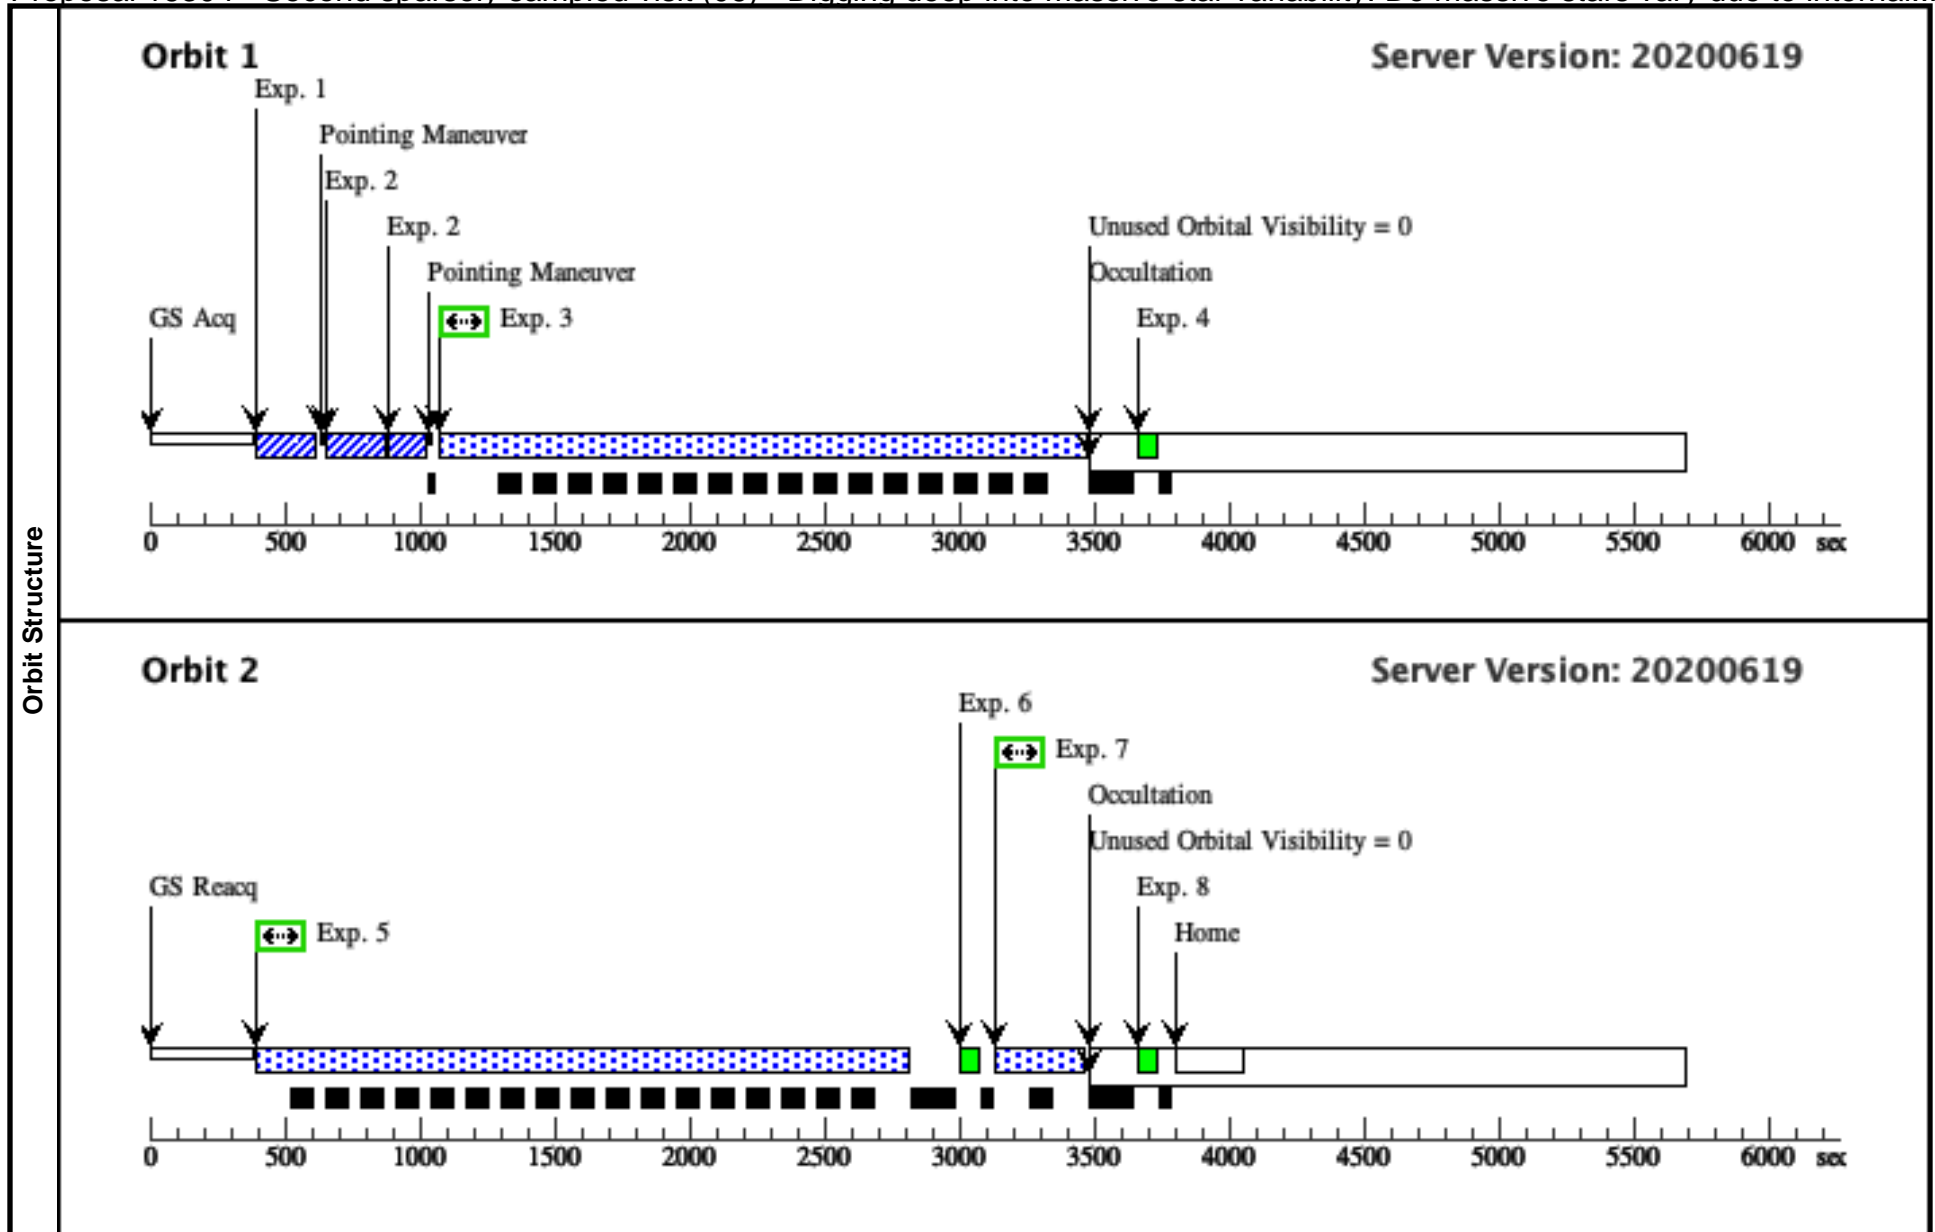 Orbit Structure
Orbit 1
Server Version: 20200619
Exp. 1
Pointing Maneuver
Exp. 2
Exp. 2
Unused Orbital Visibility = 0
Pointing Maneuver
Occultation
GS Acq
Exp. 3
Exp. 4
0 500 1000 1500 2000 2500 3000 3500 4000 4500 5000 5500 6000 sec
Orbit 2
Server Version: 20200619
Exp. 6
Exp. 7
Occultation
Unused Orbital Visibility = 0
GS Reacq
Exp. 8
Exp. 5
Home
0 500 1000 1500 2000 2500 3000 3500 4000 4500 5000 5500 6000 sec